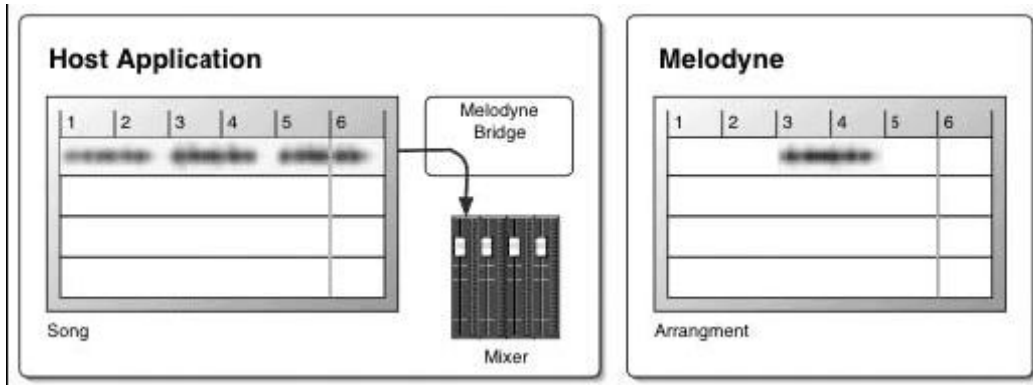 Host Application
1 2 3 4 5 6
Melodyne
Bridge
Song
Mixer
Melodyne
1 2 3 4 5 6
Arrangment